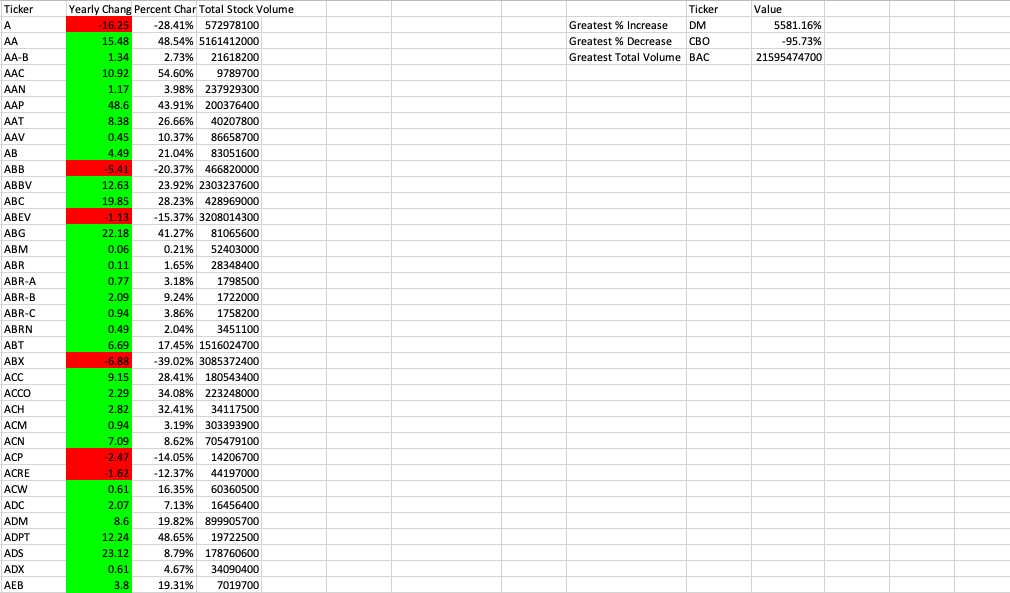 Ticker Yearly Chang Percent Char Total Stock Volume Ticker Value
A -16.25 -28.41% 572978100 Greatest % Increase DM 5581.16%
AA 15.48 48.54% 5161412000 Greatest % Decrease CBO -95.73%
AA-B 1.34 2.73% 21618200 Greatest Total Volume BAC 21595474700
AAC 10.92 54.60% 9789700
AAN 1.17 3.98% 237929300
AAP 48.6 43.91% 200376400
AAT 8.38 26.66% 40207800
AAV 0.45 10.37% 86658700
AB 4.49 21.04% 83051600
ABB -5.41 -20.37% 466820000
ABBV 12.63 23.92% 2303237600
ABC 19.85 28.23% 428969000
ABEV -1.13 -15.37% 3208014300
ABG 22.18 41.27% 81065600
ABM 0.06 0.21% 52403000
ABR 0.11 1.65% 28348400
ABR-A 0.77 3.18% 1798500
ABR-B 2.09 9.24% 1722000
ABR-C 0.94 3.86% 1758200
ABRN 0.49 2.04% 3451100
ABT 6.69 17.45% 1516024700
ABX -6.88 -39.02% 3085372400
ACC 9.15 28.41% 180543400
ACCO 2.29 34.08% 223248000
ACH 2.82 32.41% 34117500
ACM 0.94 3.19% 303393900
ACN 7.09 8.62% 705479100
ACP -2.47 -14.05% 14206700
ACRE -1.62 -12.37% 44197000
ACW 0.61 16.35% 60360500
ADC 2.07 7.13% 16456400
ADM 8.6 19.82% 899905700
ADPT 12.24 48.65% 19722500
ADS 23.12 8.79% 178760600
ADX 0.61 4.67% 34090400
AEB 3.8 19.31% 7019700